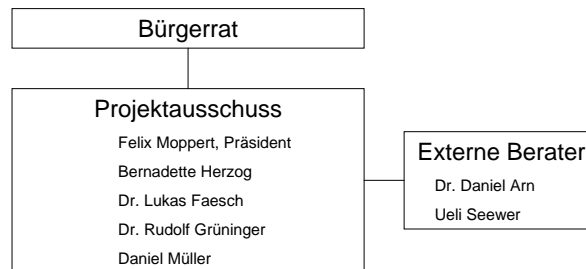 Bürgerrat
Projektausschuss
Felix Moppert, Präsident
Bernadette Herzog
Dr. Lukas Faesch
Dr. Rudolf Grüninger
Daniel Müller
Externe Berater
Dr. Daniel Arn
Ueli Seewer